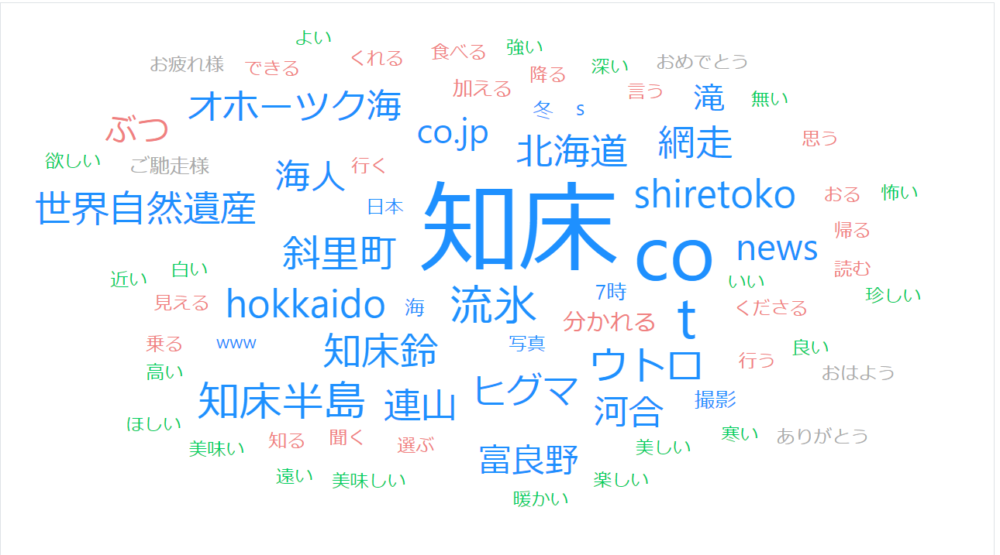 よい
お疲れ様 できる くれる 食べる 強い 深い おめでとう
オホーツク海 加える 降る 言う 滝 無い
ぶつ co.jp 冬 s 北海道 網走 思う
欲しい ご馳走様 海人 行く
世界自然遺産 日本 知床 shiretoko おる 怖い
斜里町 co news 帰る
近い 白い いい 読む
見える hokkaido 海 流氷 7時 分かれる t くださる 珍しい
乗る www 知床鈴 写真 ウトロ 行う 良い
高い 知床半島 連山 ヒグマ 河合 撮影 おはよう
ほしい 美味い 知る 聞く 選ぶ 富良野 美しい 寒い ありがとう
遠い 美味しい 楽しい
暖かい